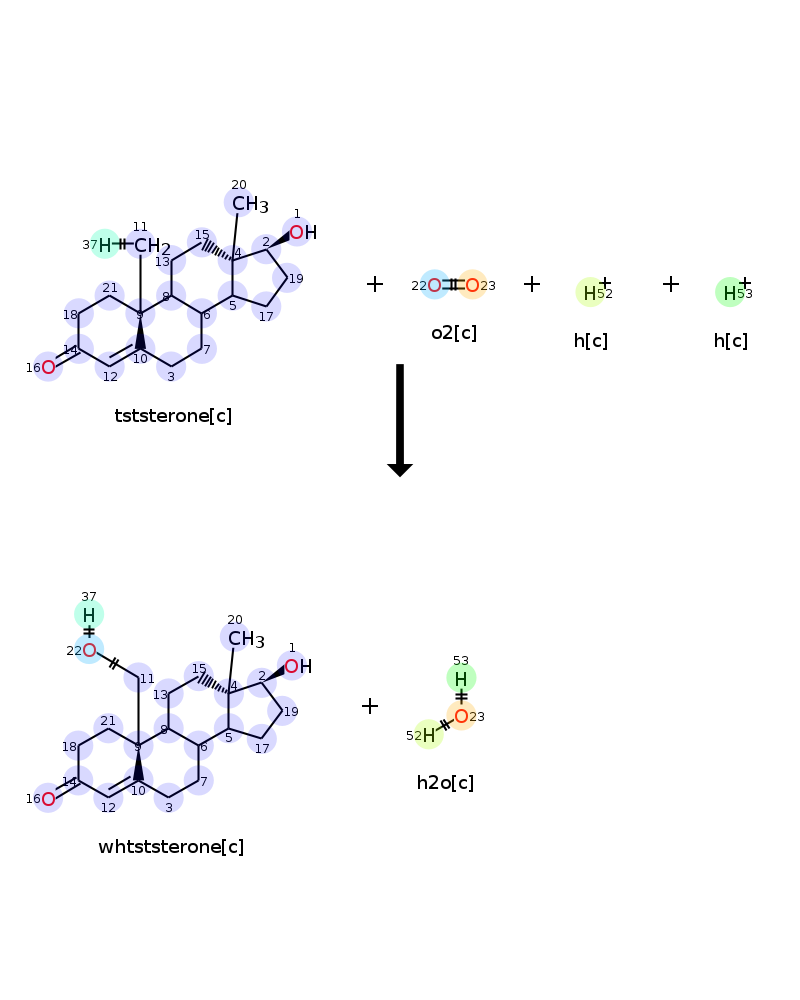 20
CH3
1
OH
11
37 H CH2
15 2
13 4
19
21 8 5
18 9 6 17
14 10 7
16 O 12 3
tststerone[c]
+
22 O O 23
o2[c]
+
H+ 52
h[c]
+
H+ 53
h[c]
37
H
22 O
20
CH3
1
OH
11 15 2
13 4
19
21 8 5
18 9 6 17
14 10 7
16 O 12 3
whtststerone[c]
+
53
H
O 23
52 H
h2o[c]